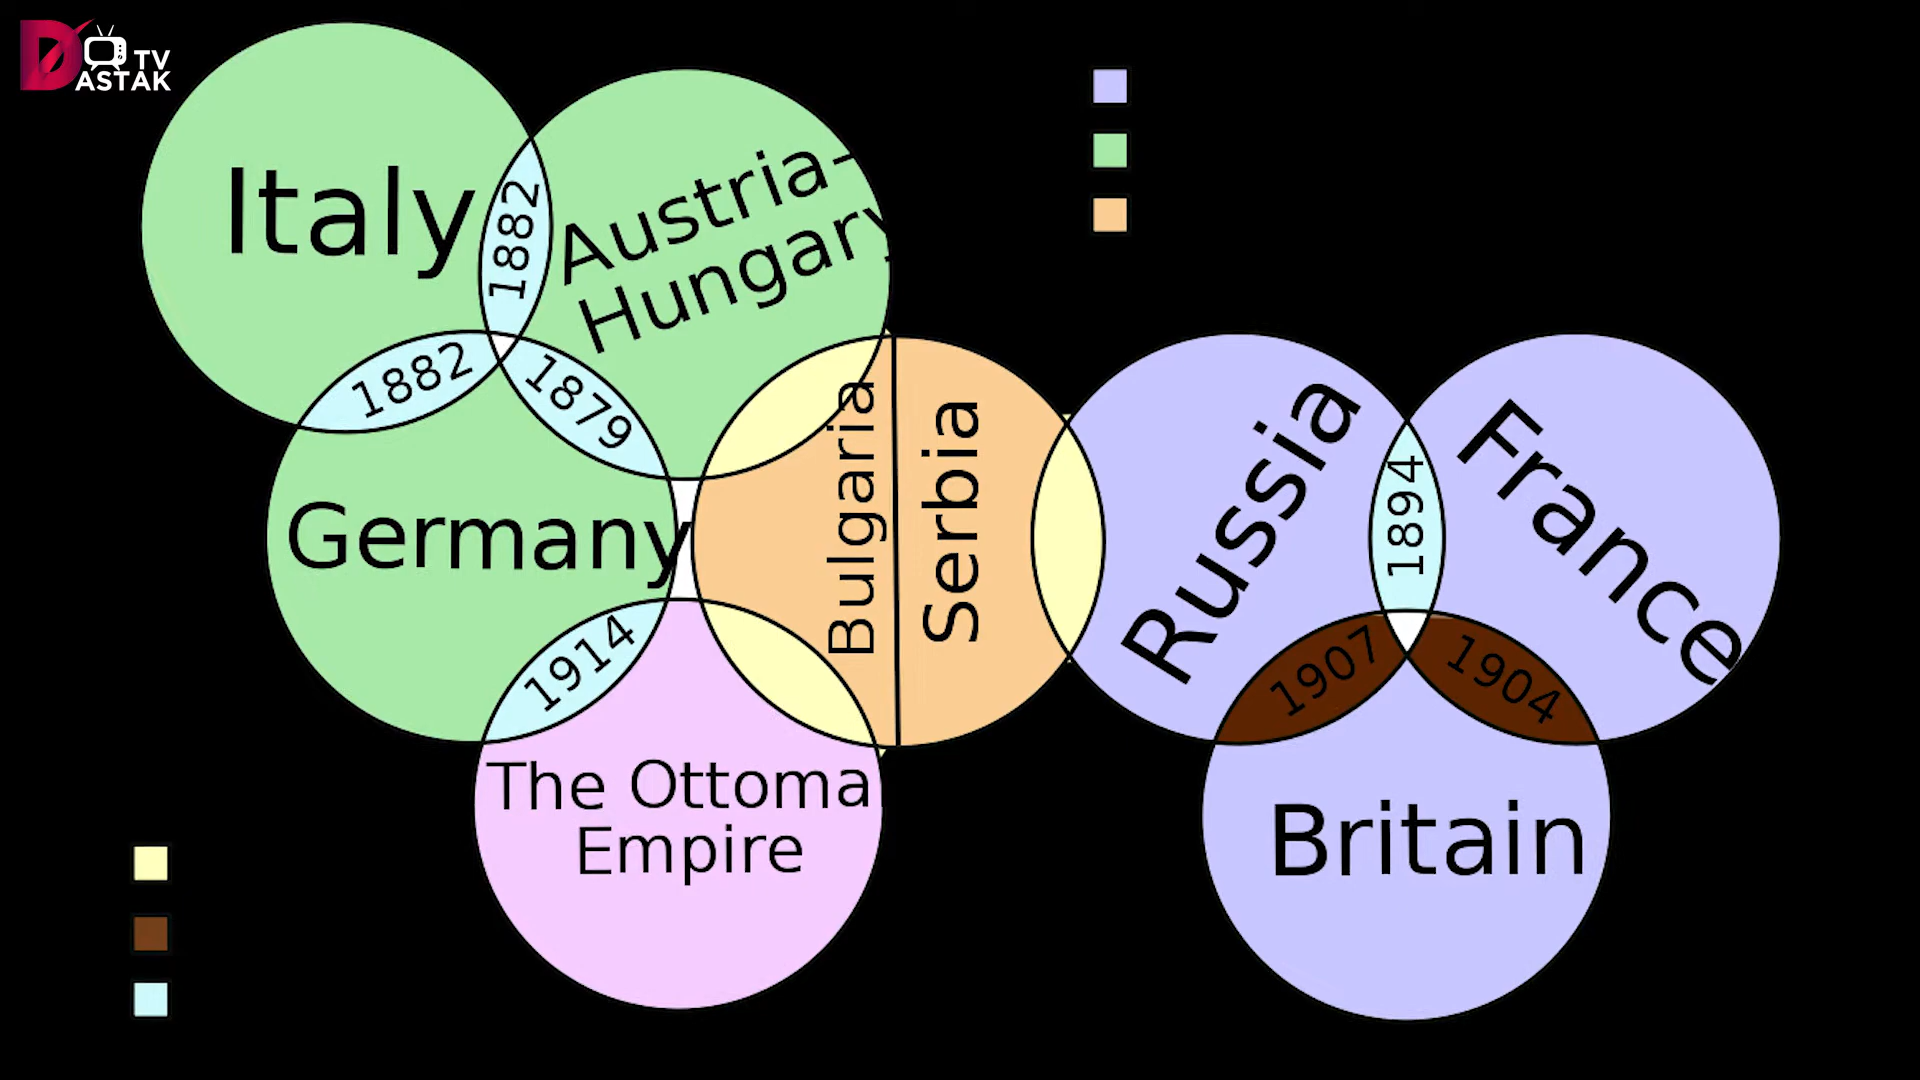 D TV
ASTAK
Italy
1882
Austria-
Hungary
1882
1879
Germany
Bulgaria
Serbia
Russia
1894
France
1914
1907
1904
The Ottoma
Empire
Britain